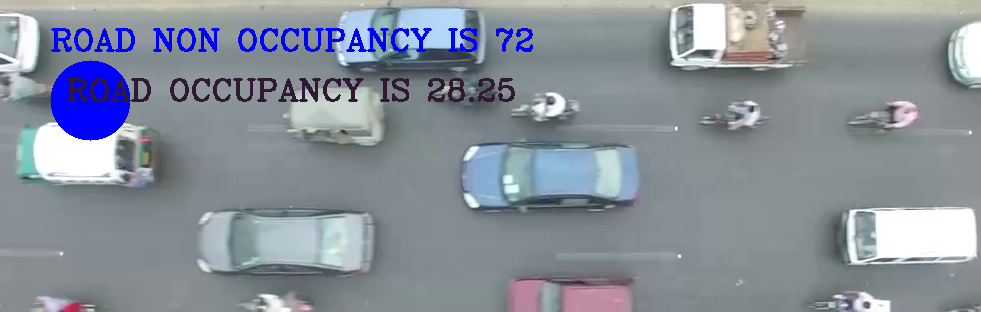 ROAD NON OCCUPANCY IS 72
ROAD OCCUPANCY IS 28.25